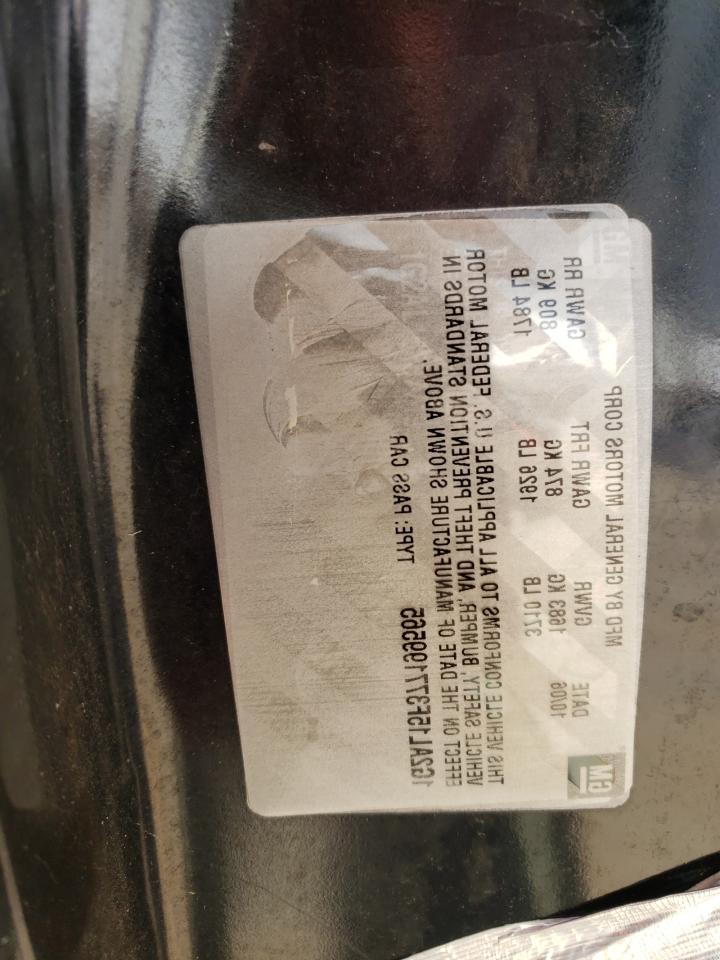 GM
MFD BY GENERAL MOTORS CORP
DATE GVWR GAWR FRT GAWR RR
10/06 1683 KG 874 KG 809 KG
3710 LB 1926 LB 1784 LB
THIS VEHICLE CONFORMS TO ALL APPLICABLE U.S. FEDERAL MOTOR
VEHICLE SAFETY, BUMPER, AND THEFT PREVENTION STANDARDS IN
EFFECT ON THE DATE OF MANUFACTURE SHOWN ABOVE.
1G2AL15F377199565 TYPE: PASS CAR